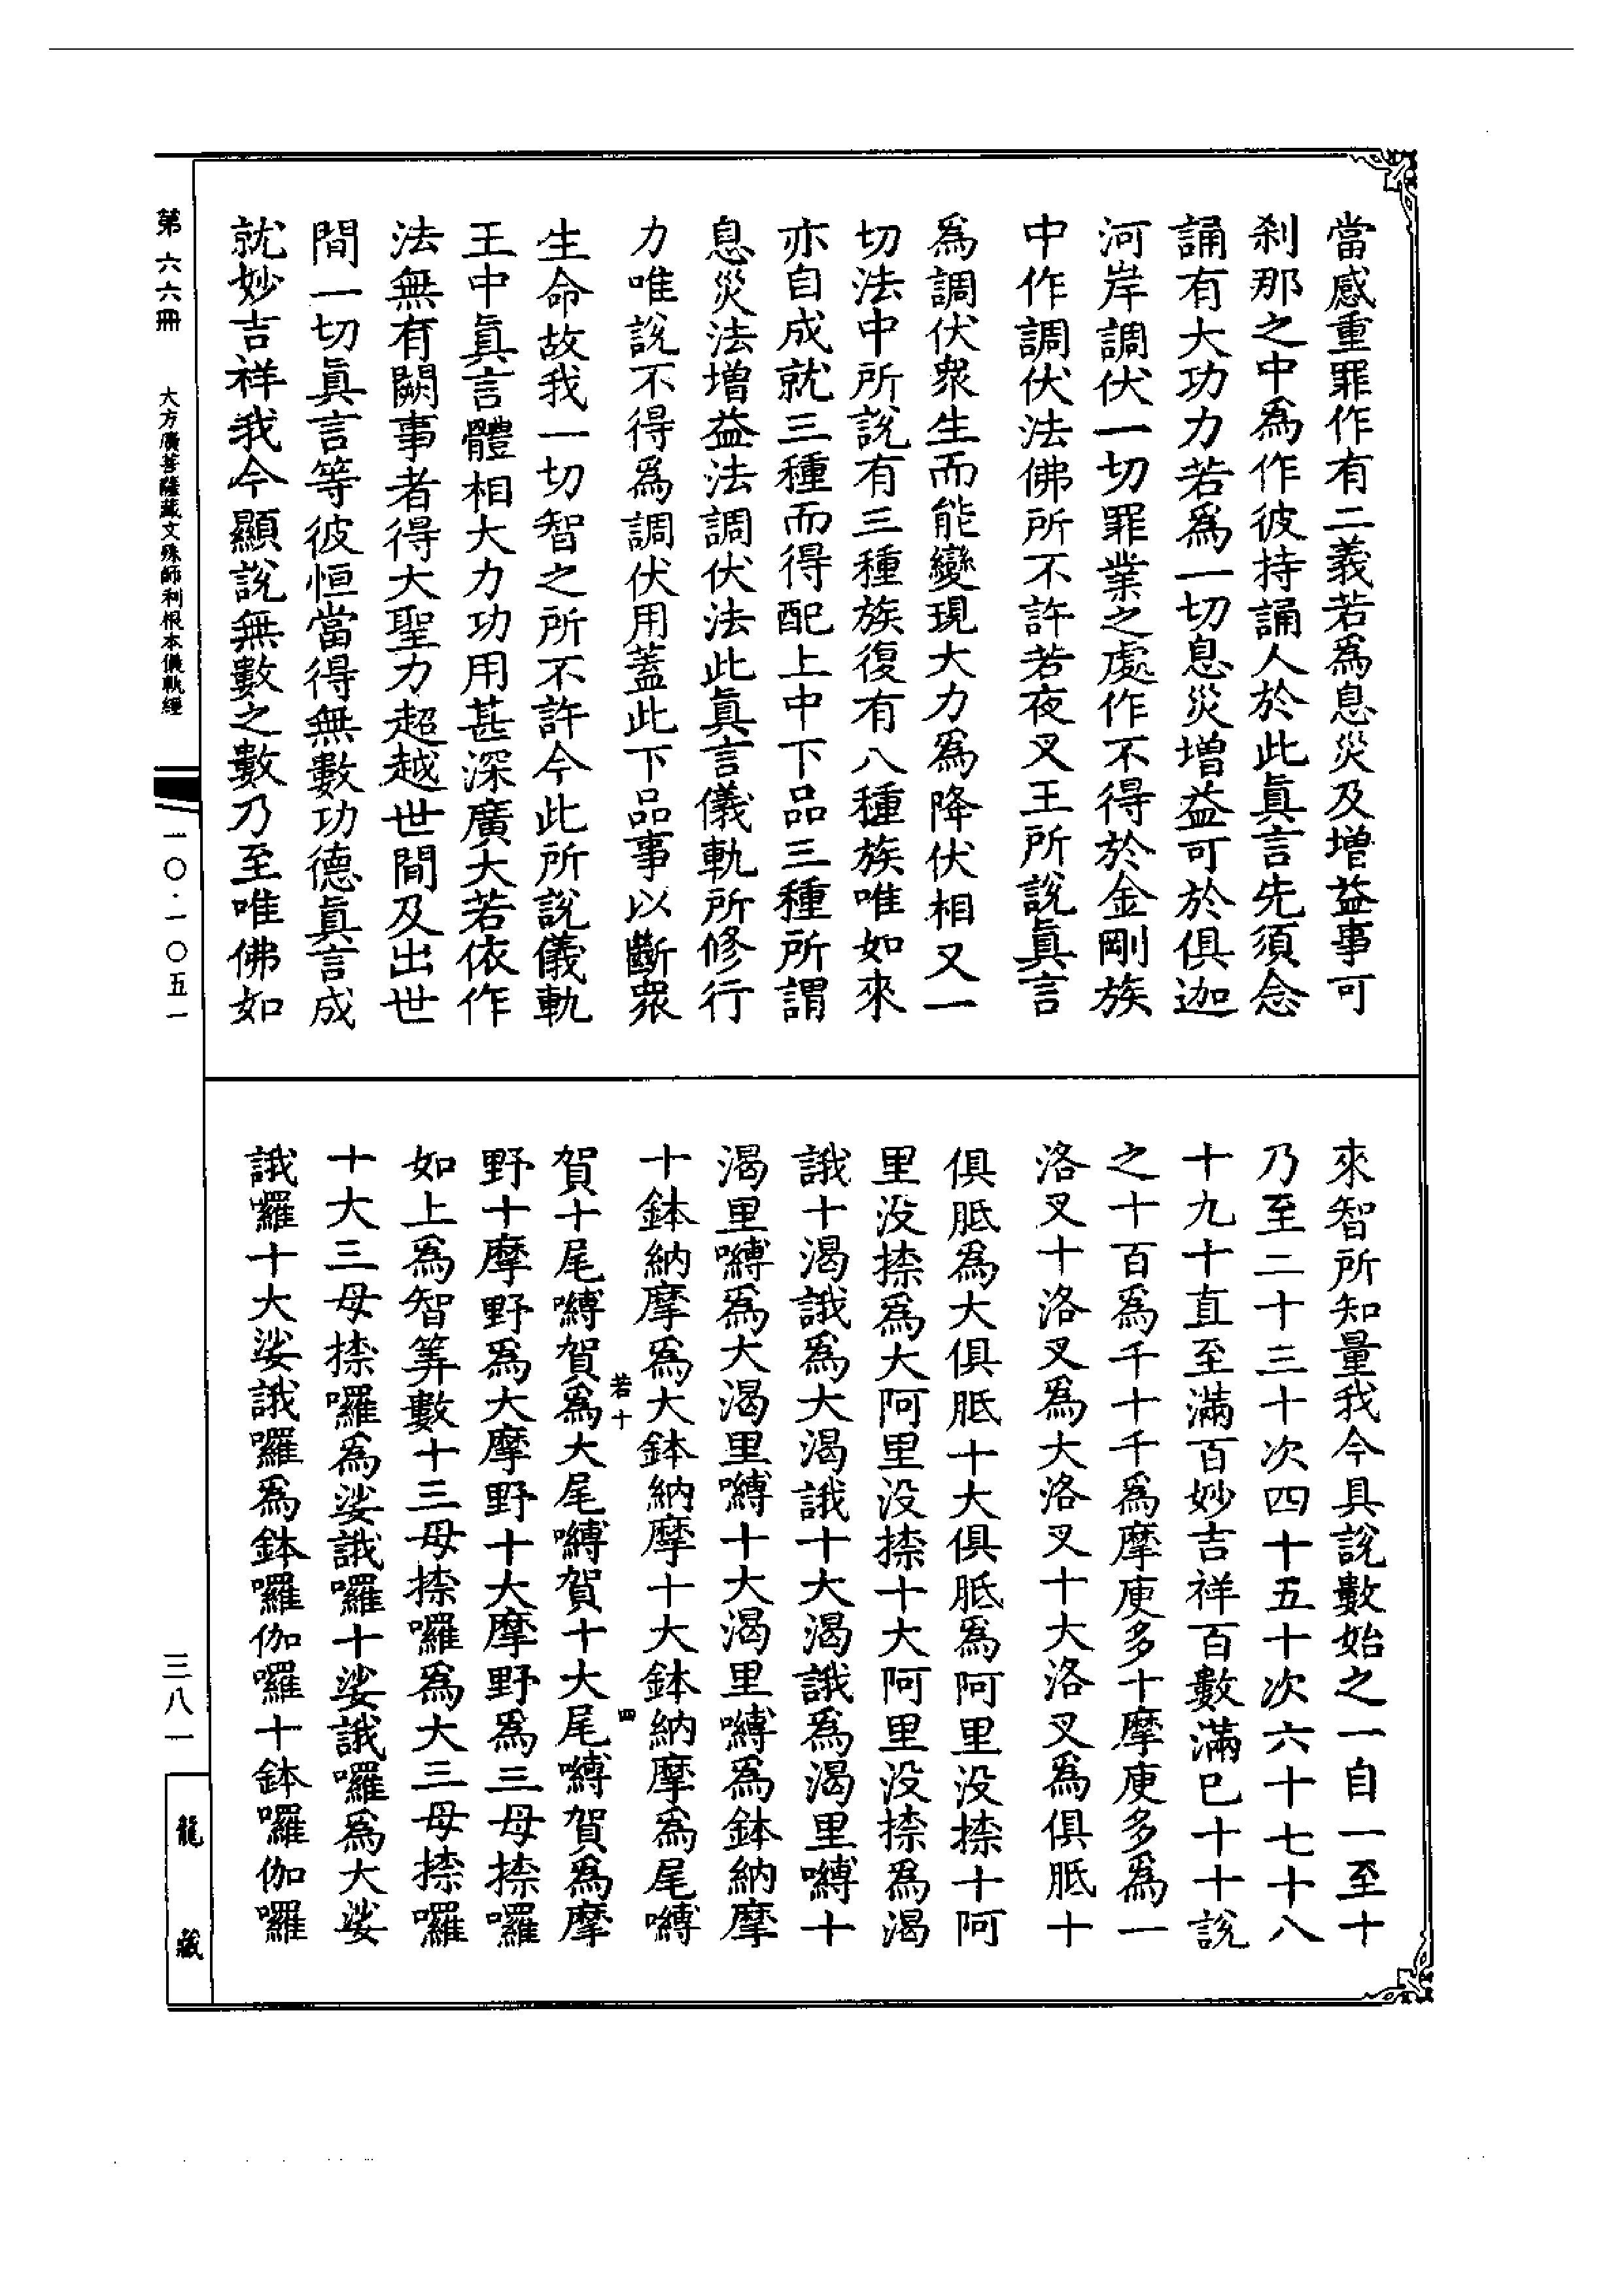 當感重罪作有二義若爲息災及增益事可
刹那之中爲作彼持誦人於此眞言先須念
誦有大功力若爲一切息災增益可於俱迦
河岸調伏一切罪業之處作不得於金剛族
中作調伏法佛所不許若夜叉王所說眞言
爲調伏衆生而能變現大力爲降伏相又一
切法中所說有三種族復有八種族唯如來
亦自成就三種而得配上中下品三種所謂
息災法增益法調伏法此眞言儀軌所修行
力唯說不得爲調伏用蓋此下品事以斷衆
生命故我一切智之所不許今此所說儀軌
王中眞言體相大力功用甚深廣大若依作
法無有闕事者得大聖力超越世間及出世
間一切眞言等彼恒當得無數功德眞言成
就妙吉祥我今顯說無數之數乃至唯佛如
來智所知量我今具說數始之一自一至十
乃至二十三十次四十五十次六十七十八
十九十直至滿百妙吉祥百數滿已十十說
之十百爲千十千爲摩庾多十摩庾多爲一
洛叉十洛叉爲大洛叉十大洛叉爲俱胝十
俱胝爲大俱胝十大俱胝爲阿里没捺十阿
里没捺爲大阿里没捺十大阿里没捺爲渴
誐十渴誐爲大渴誐十大渴誐爲渴里嚩十
渴里嚩爲大渴里嚩十大渴里嚩爲鉢納摩
十鉢納摩爲大鉢納摩十大鉢納摩爲尾嚩
若十 四
賀十尾嚩賀爲大尾嚩賀十大尾嚩賀爲摩
野十摩野爲大摩野十大摩野爲三母捺囉
如上爲智筭數十三母捺囉爲大三母捺囉
十大三母捺囉爲娑誐囉十娑誐囉爲大娑
誐囉十大娑誐囉爲鉢囉伽囉十鉢囉伽囉
第六六冊 大方廣菩薩藏文殊師利根本儀軌經 一〇·一〇五一 三八一
龍藏